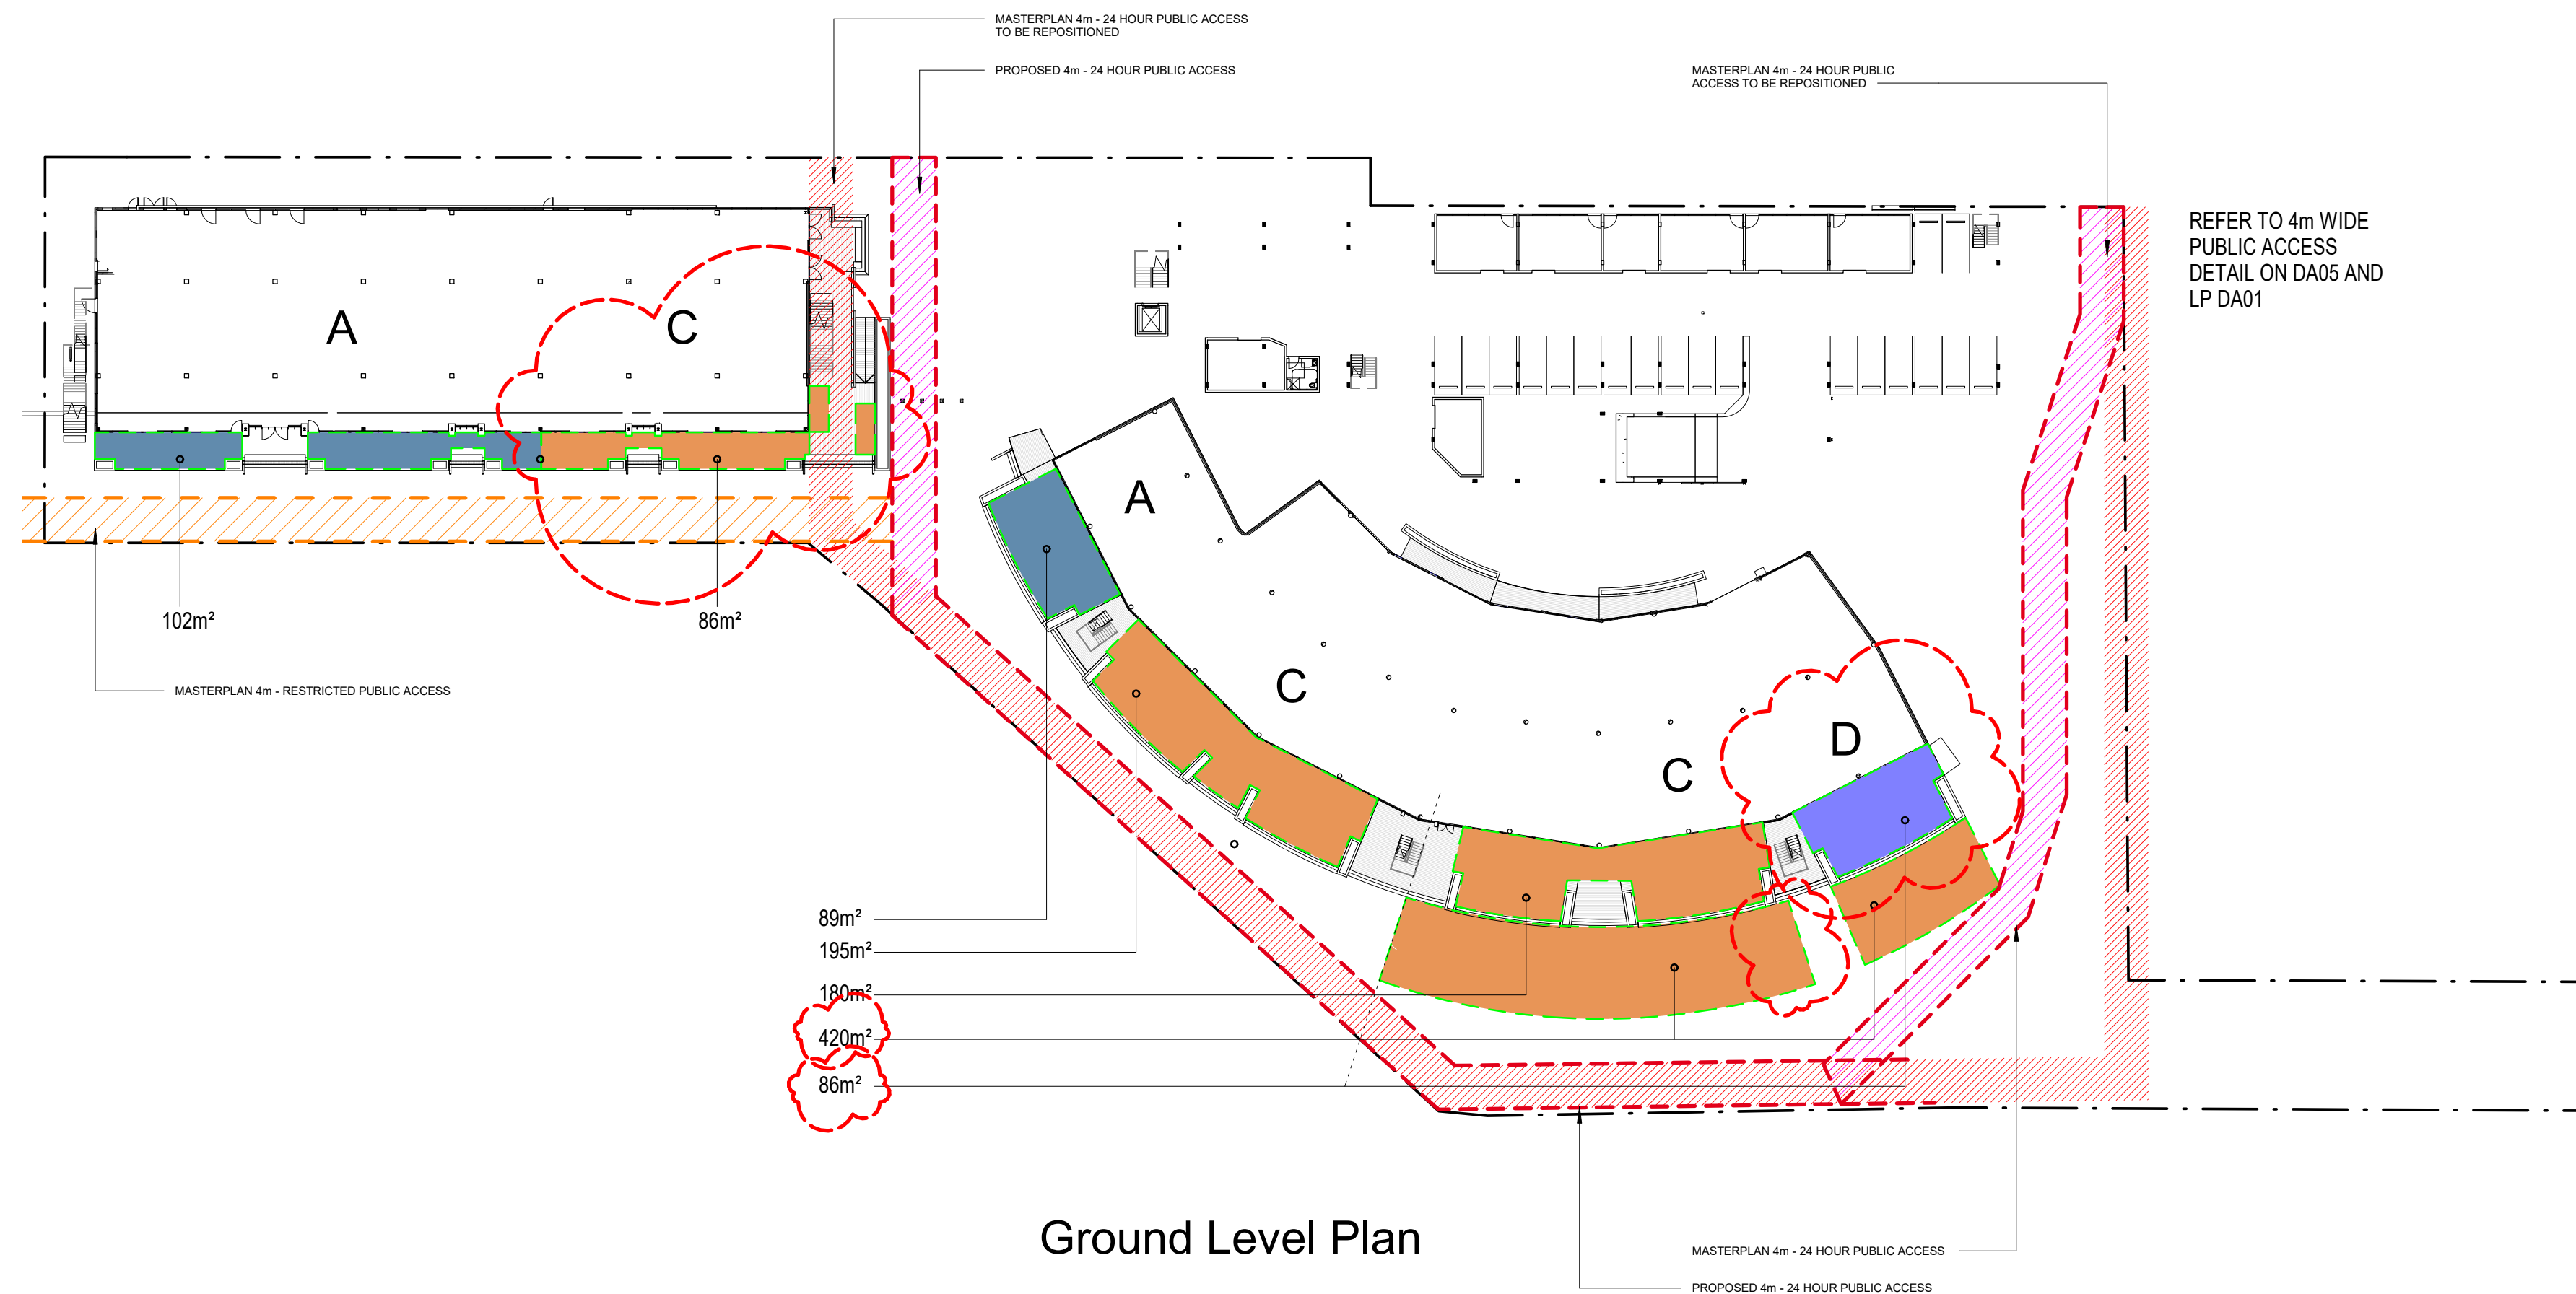 MASTERPLAN 4m - 24 HOUR PUBLIC ACCESS
TO BE REPOSITIONED
PROPOSED 4m - 24 HOUR PUBLIC ACCESS
MASTERPLAN 4m - 24 HOUR PUBLIC
ACCESS TO BE REPOSITIONED
REFER TO 4m WIDE
PUBLIC ACCESS
DETAIL ON DA05 AND
LP DA01
A
C
A
C
C
D
102m²
86m²
MASTERPLAN 4m - RESTRICTED PUBLIC ACCESS
89m²
195m²
180m²
420m²
86m²
Ground Level Plan
MASTERPLAN 4m - 24 HOUR PUBLIC ACCESS
PROPOSED 4m - 24 HOUR PUBLIC ACCESS